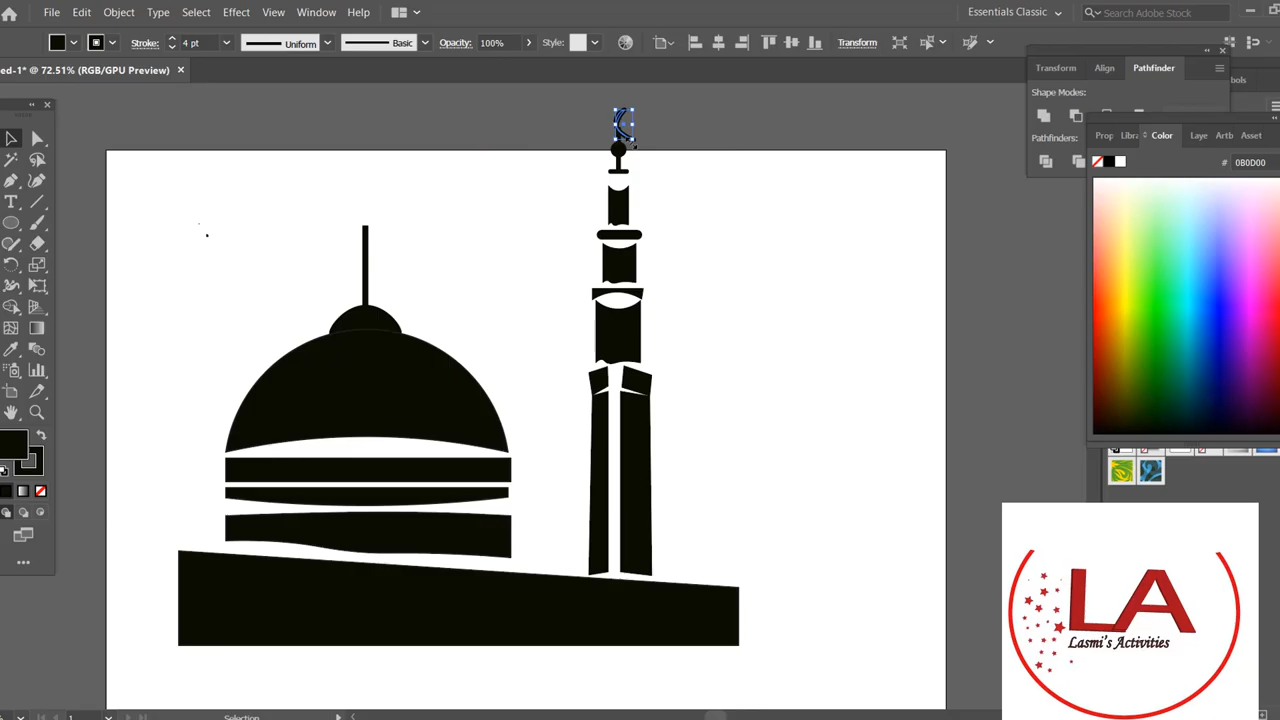 File Edit Object Type Select Effect View Window Help
Essentials Classic
Search Adobe Stock
Stroke: 4 pt Uniform Basic Opacity: 100% Style: Transform
ed-1* @ 72.51% (RGB/GPU Preview)
Transform Align Pathfinder
bols
Shape Modes:
Pathfinders:
Prop Libra Color Laye Artb Asset
# 0B0D00
LA
Lasmi's Activities
1 Selection